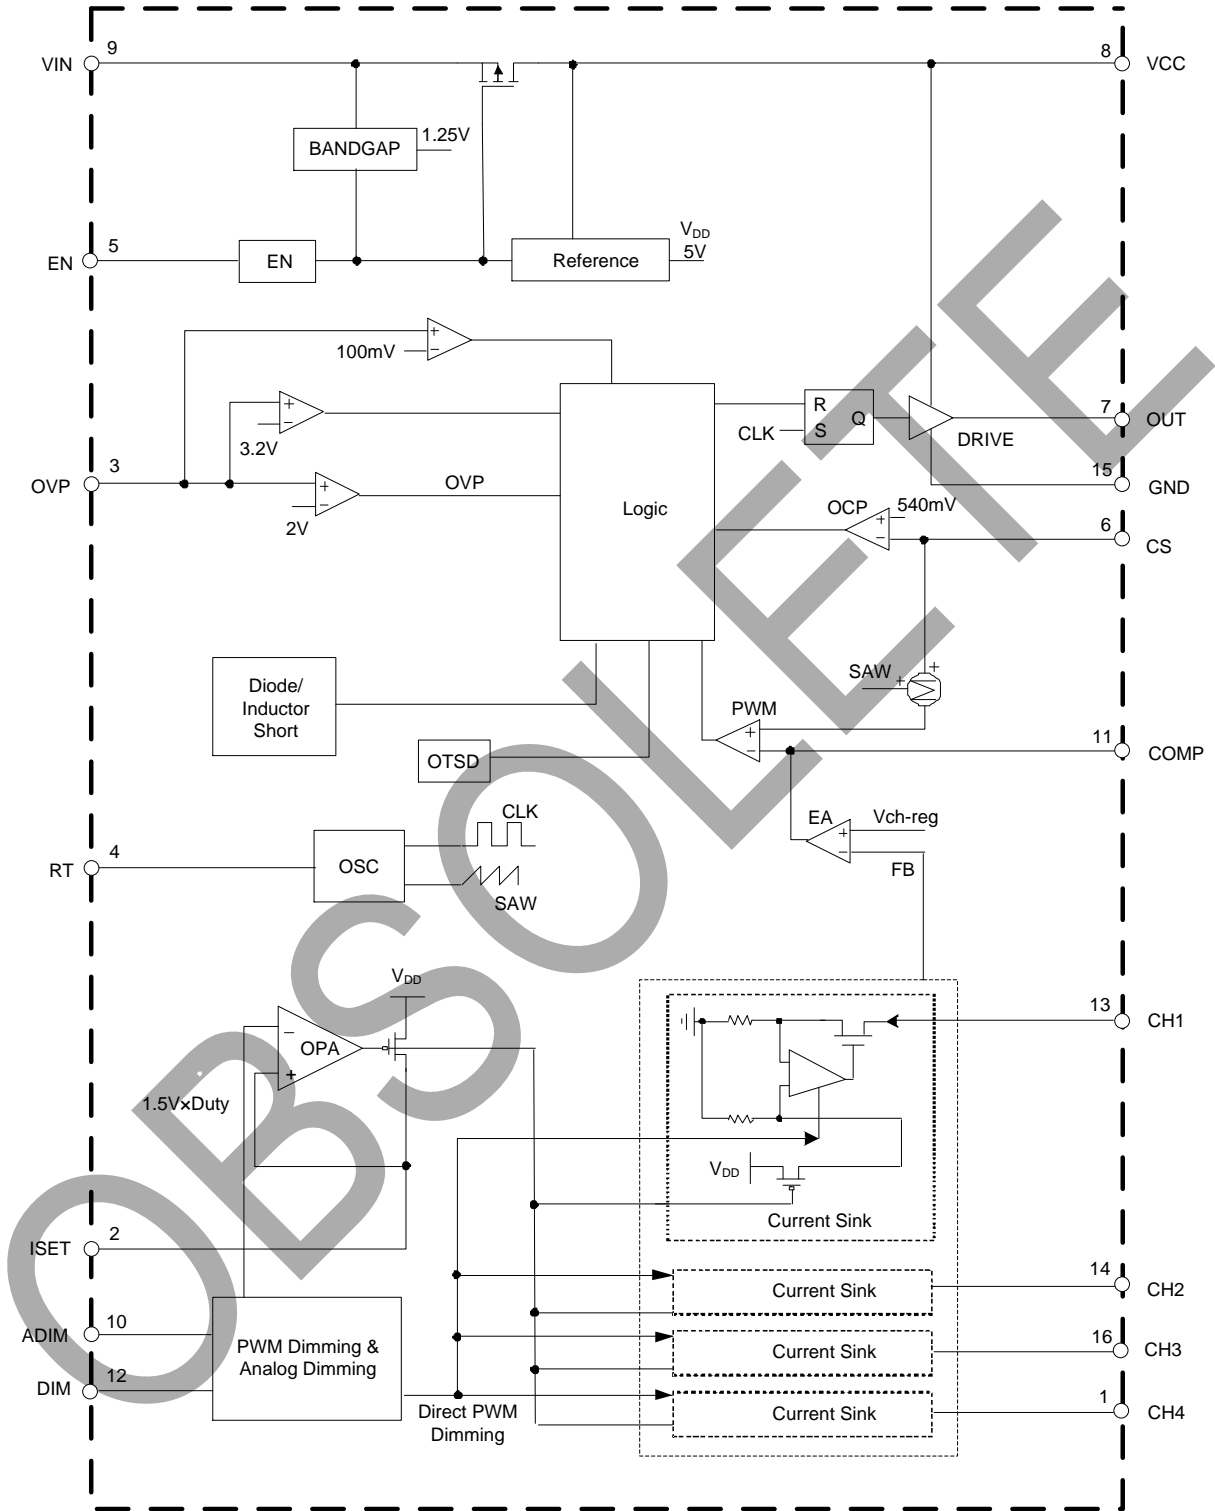 9
VIN
8
VCC
1.25V
BANDGAP
5
EN
EN
VDD
5V
Reference
+
−
100mV
+
−
3.2V
3
OVP
+
−
2V
OVP
Logic
R
S
Q
CLK
DRIVE
7
OUT
15
GND
OCP
+
−
540mV
6
CS
SAW
+
+
Diode/
Inductor
Short
PWM
+
−
11
COMP
OTSD
CLK
EA
+
−
Vch-reg
FB
4
RT
OSC
SAW
VDD
−
OPA
+
1.5V×Duty
13
CH1
VDD
Current Sink
2
ISET
14
CH2
Current Sink
10
ADIM
PWM Dimming &
Analog Dimming
16
CH3
Current Sink
12
DIM
Direct PWM
Dimming
1
CH4
Current Sink
OBSOLETE